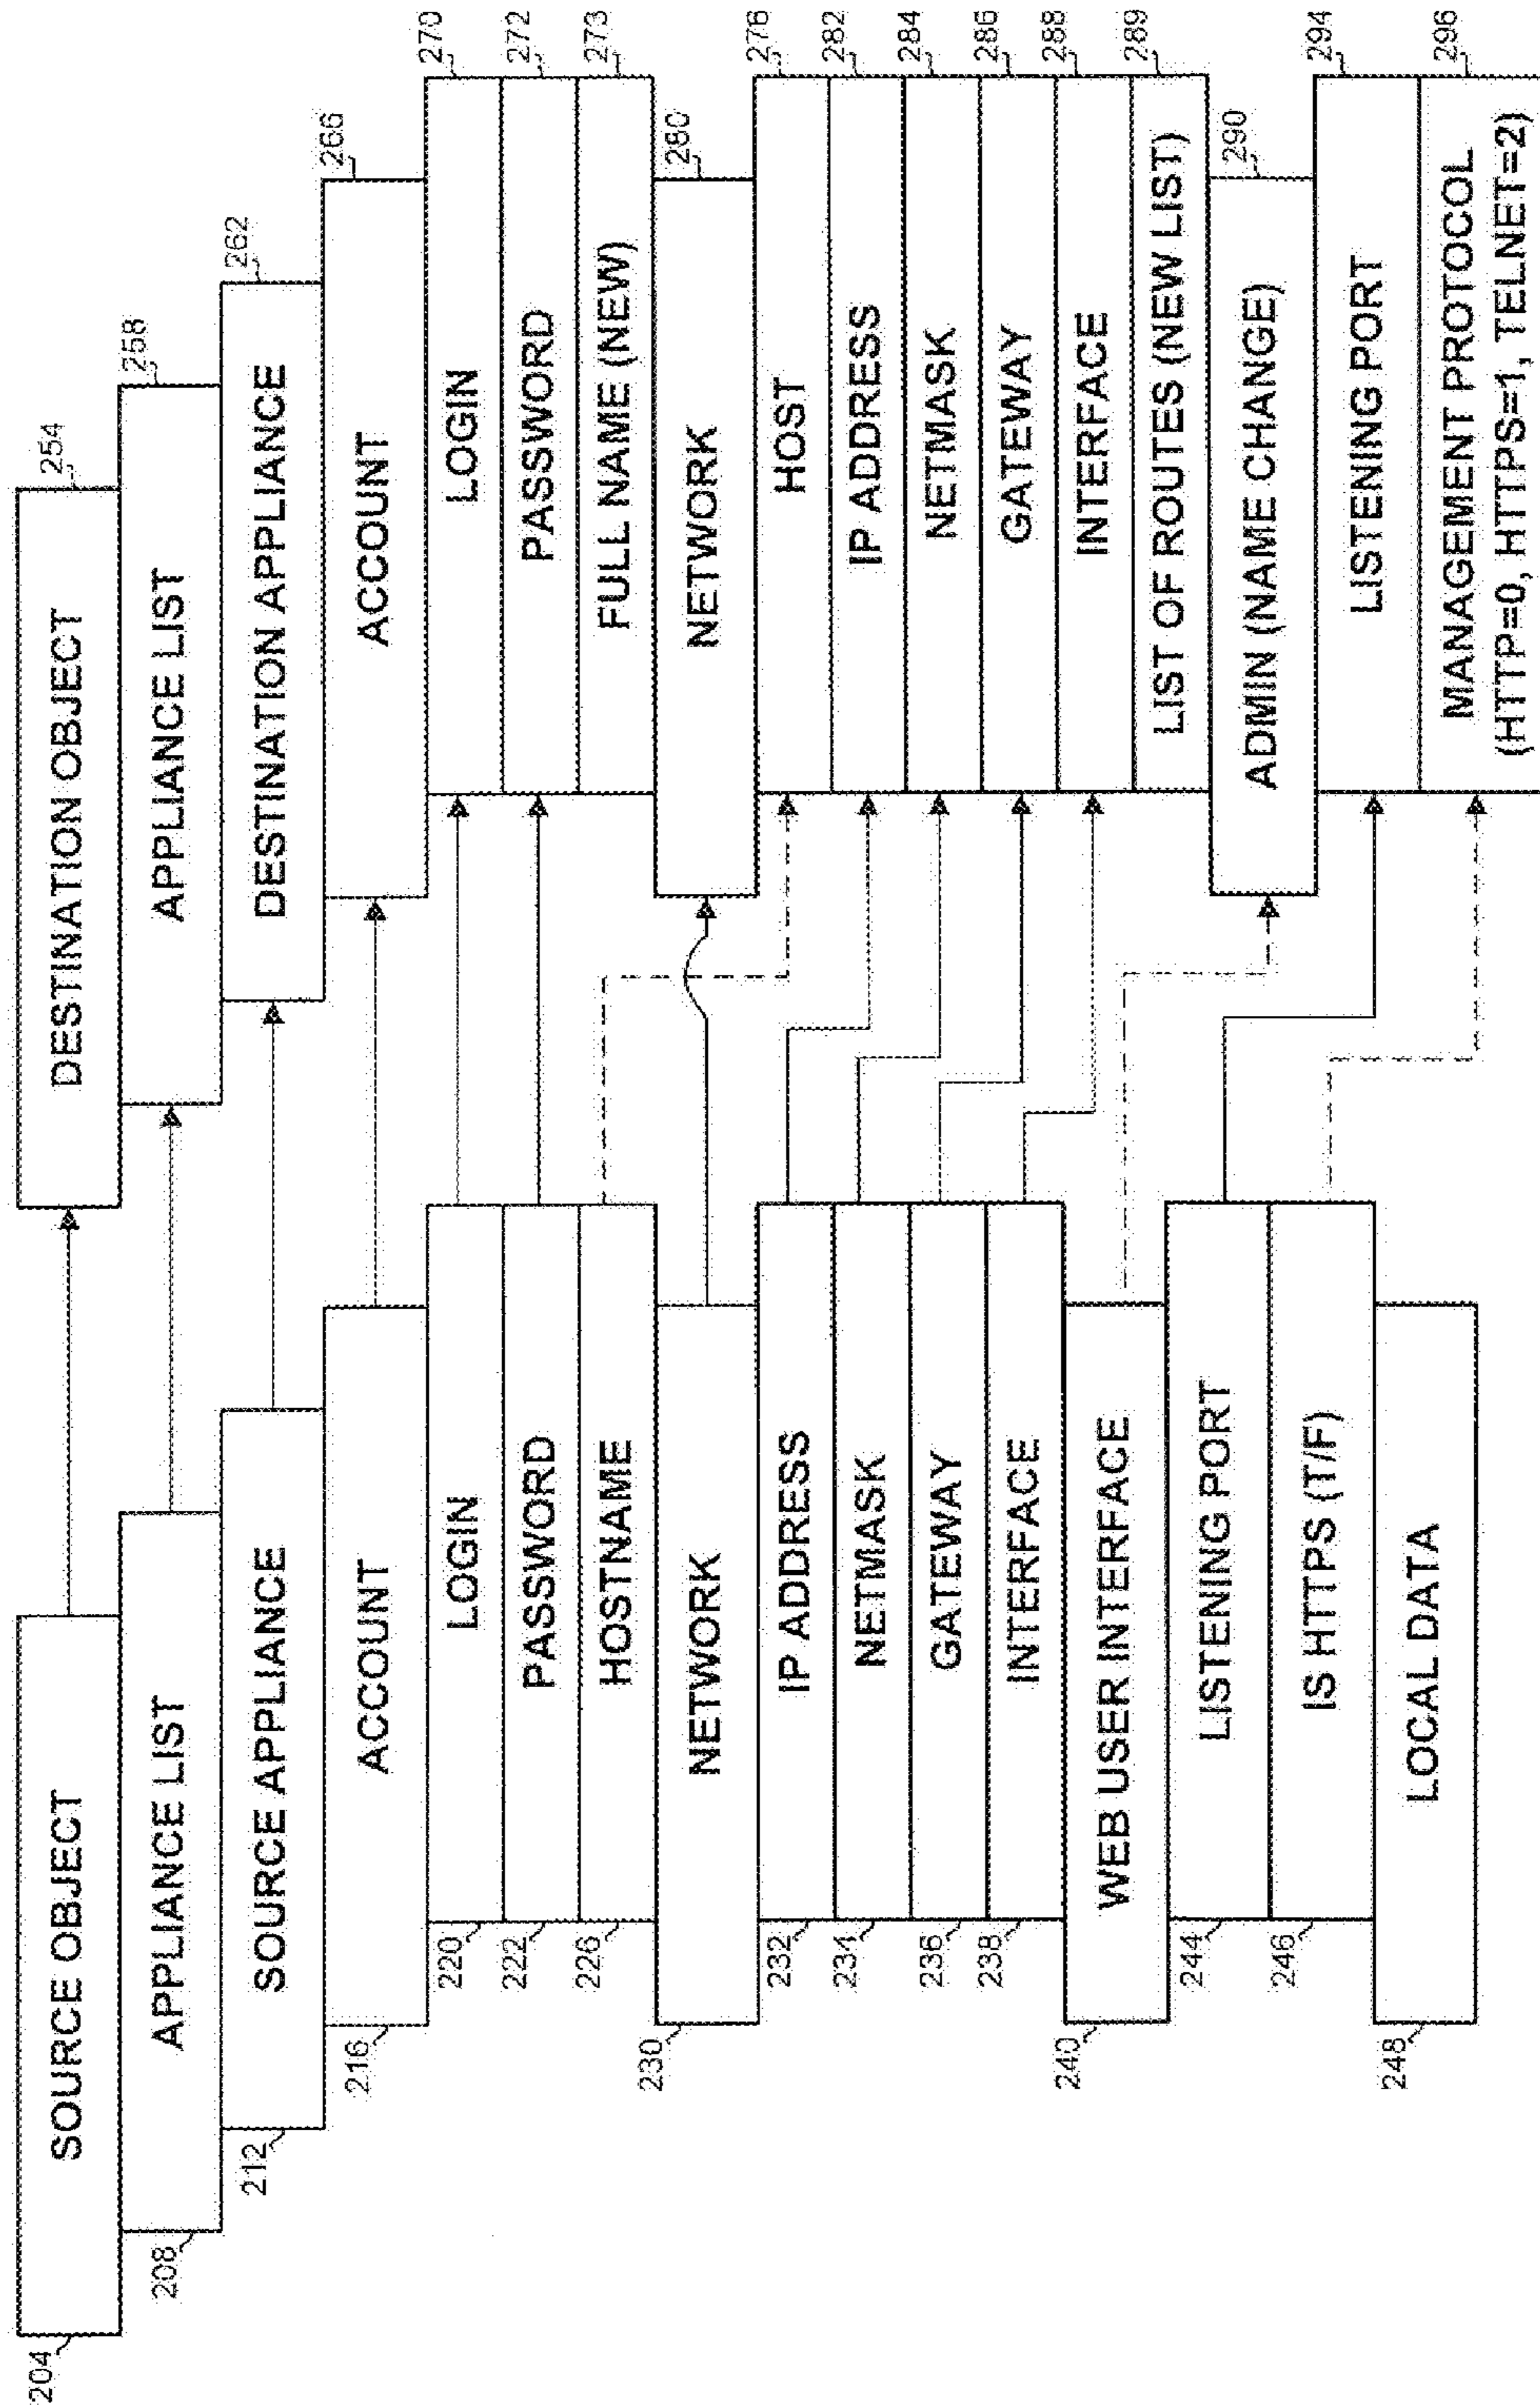 204
SOURCE OBJECT
208
APPLIANCE LIST
212
SOURCE APPLIANCE
216
ACCOUNT
220
LOGIN
222
PASSWORD
226
HOSTNAME
230
NETWORK
232
IP ADDRESS
234
NETMASK
236
GATEWAY
238
INTERFACE
240
WEB USER INTERFACE
244
LISTENING PORT
246
IS HTTPS (T/F)
248
LOCAL DATA
DESTINATION OBJECT
254
APPLIANCE LIST
258
DESTINATION APPLIANCE
262
ACCOUNT
266
LOGIN
270
PASSWORD
272
FULL NAME (NEW)
273
NETWORK
280
HOST
276
IP ADDRESS
282
NETMASK
284
GATEWAY
286
INTERFACE
288
LIST OF ROUTES (NEW LIST)
289
ADMIN (NAME CHANGE)
290
LISTENING PORT
294
MANAGEMENT PROTOCOL
(HTTP=0, HTTPS=1, TELNET=2)
296